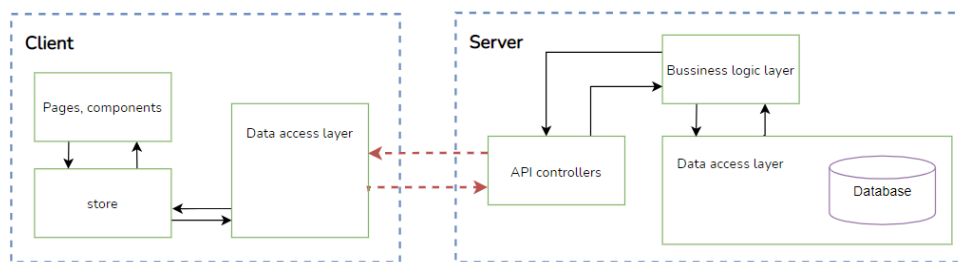 Client
Pages, components
store
Data access layer
Server
API controllers
Bussiness logic layer
Data access layer
Database